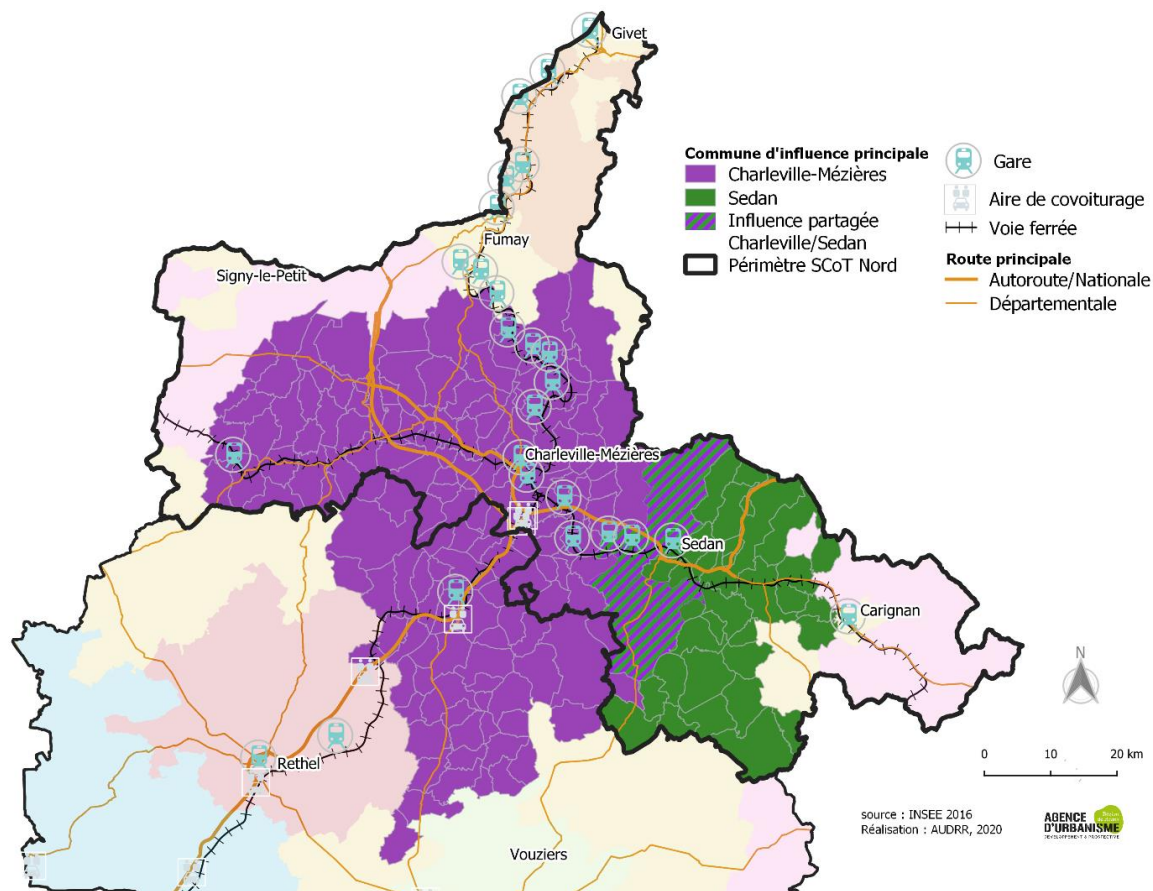 Givet
Fumay
Signy-le-Petit
Charleville-Mézières
Sedan
Carignan
Rethel
Vouziers
Commune d'influence principale
Charleville-Mézières
Sedan
Influence partagée
Charleville/Sedan
Périmètre SCoT Nord
Gare
Aire de covoiturage
Voie ferrée
Route principale
Autoroute/Nationale
Départementale
N
0 10 20 km
source : INSEE 2016
Réalisation : AUDRR, 2020
AGENCE
D'URBANISME